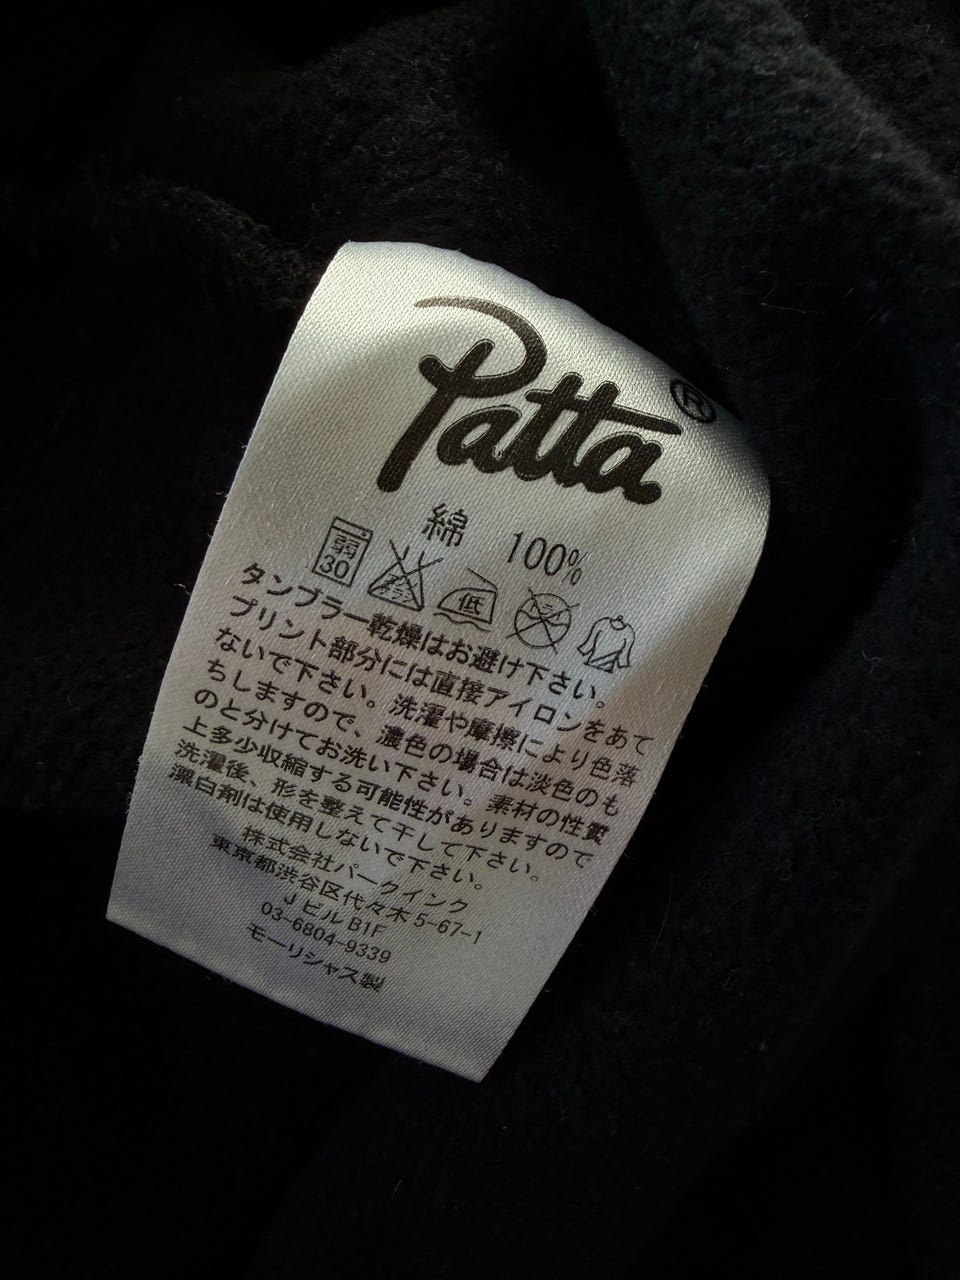 Patta®
綿 100%
弱 30 低 ドライ
タンブラー乾燥はお避け下さい。
プリント部分には直接アイロンをあて
ないで下さい。洗濯や摩擦により色落
ちしますので、濃色の場合は淡色のも
のと分けてお洗い下さい。素材の性質
上多少収縮する可能性がありますので
洗濯後、形を整えて干して下さい。
漂白剤は使用しないで下さい。
株式会社パークイング
東京都渋谷区代々木5-67-1
JビルB1F
03-6804-9339
モーリシャス製